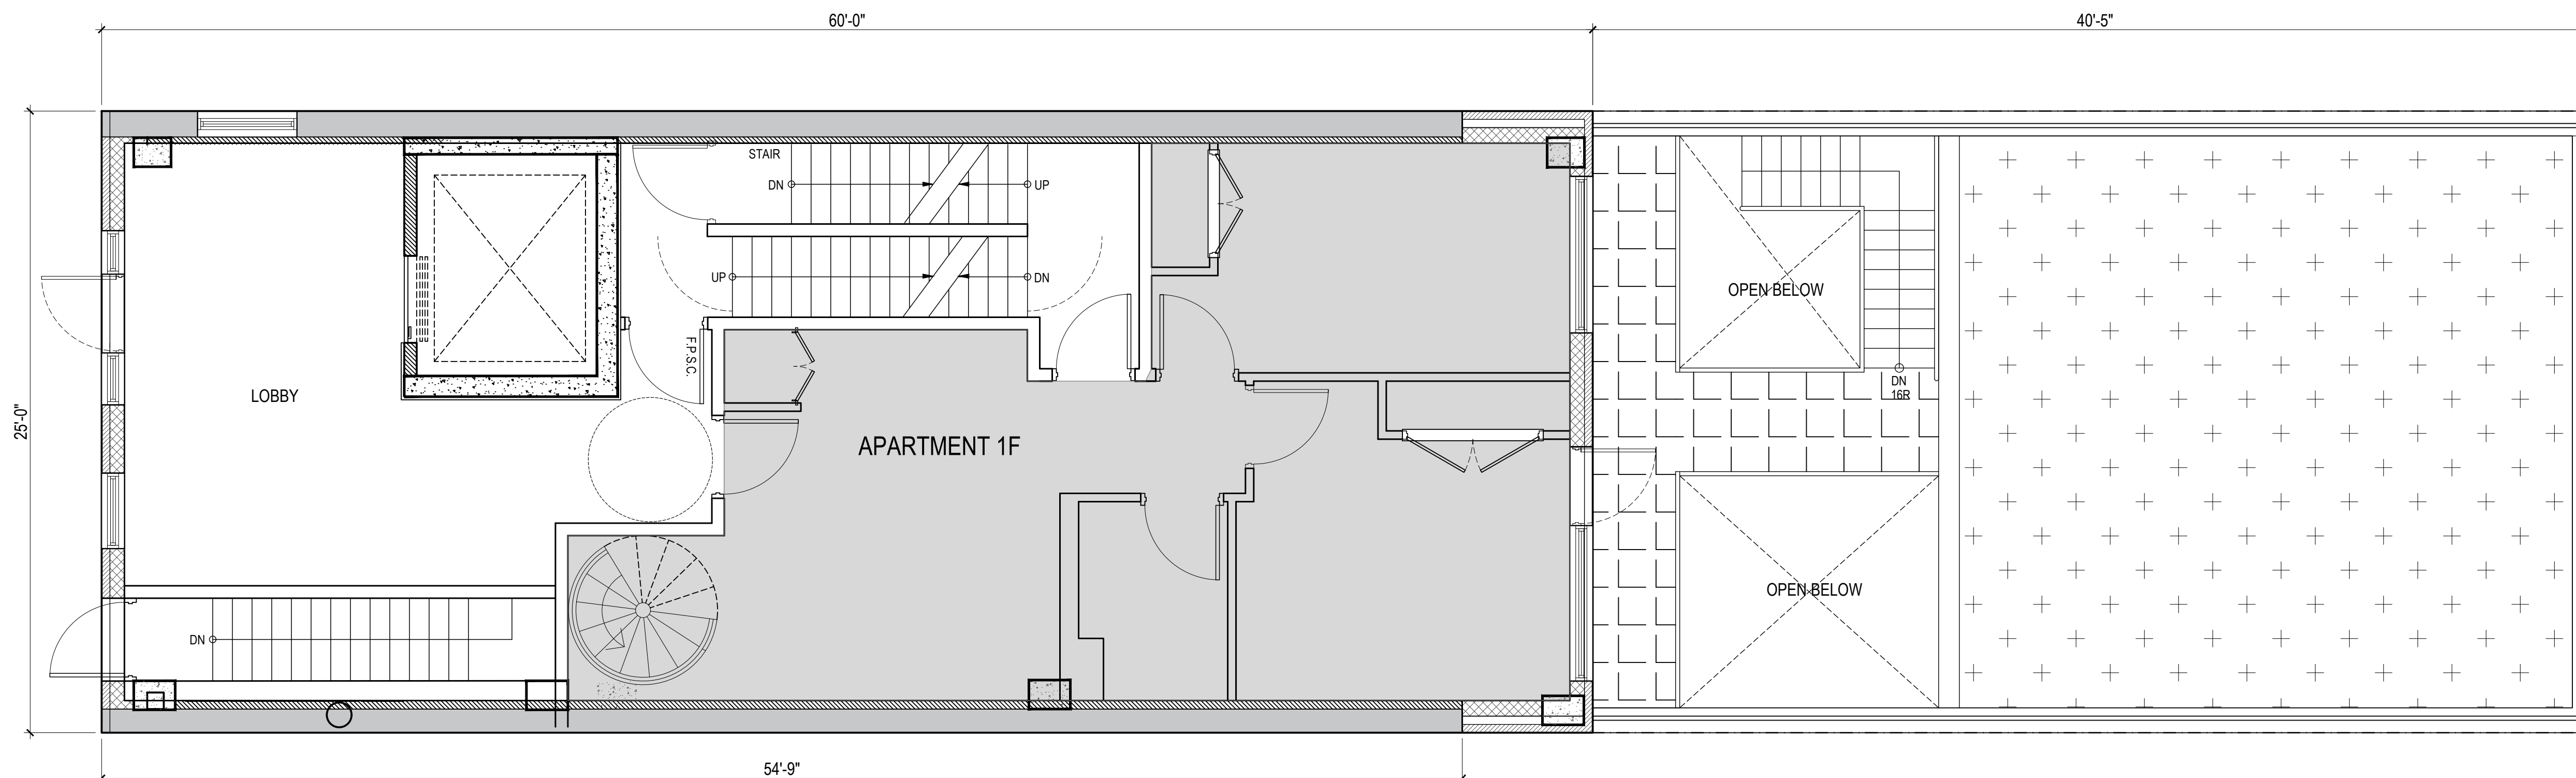 60'-0"
40'-5"
25'-0"
STAIR
DN
UP
UP
DN
F.P.S.C.
LOBBY
APARTMENT 1F
DN
OPEN BELOW
DN
16R
OPEN BELOW
54'-9"